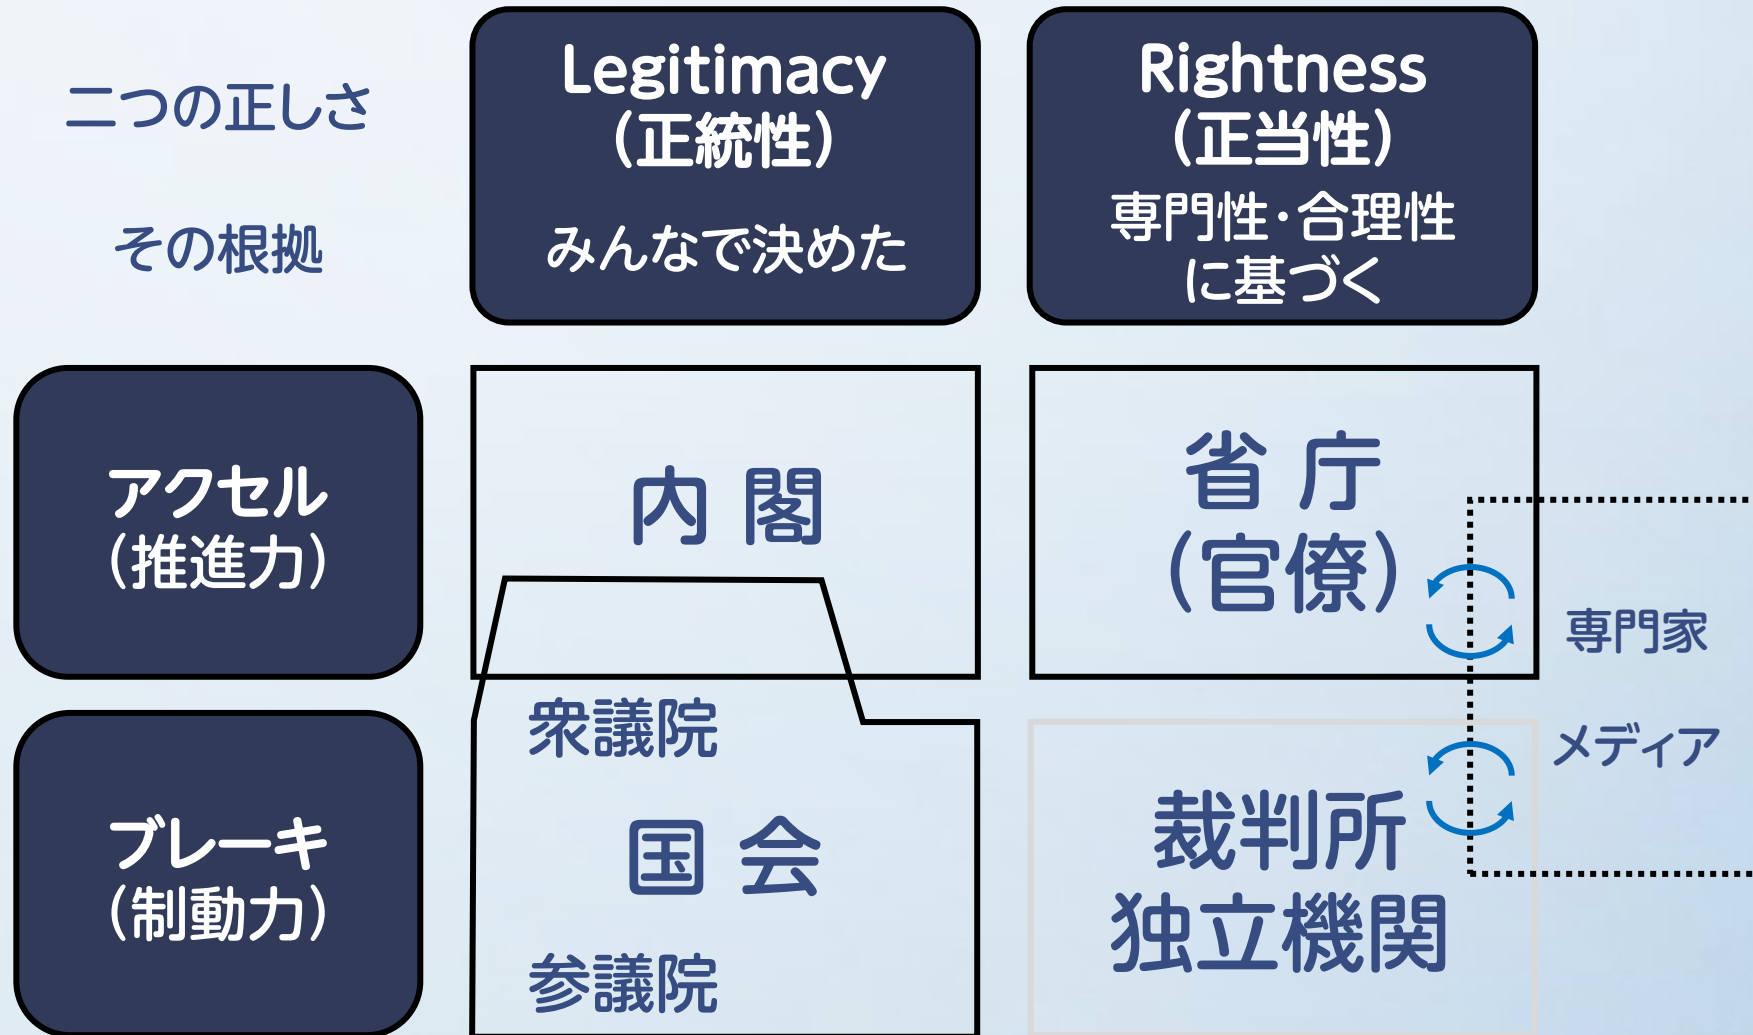 二つの正しさ
その根拠
Legitimacy
(正統性)
みんなで決めた
Rightness
(正当性)
専門性・合理性
に基づく
アクセル
(推進力)
内 閣
省 庁
(官僚)
専門家
メディア
ブレーキ
(制動力)
衆議院
国 会
参議院
裁判所
独立機関